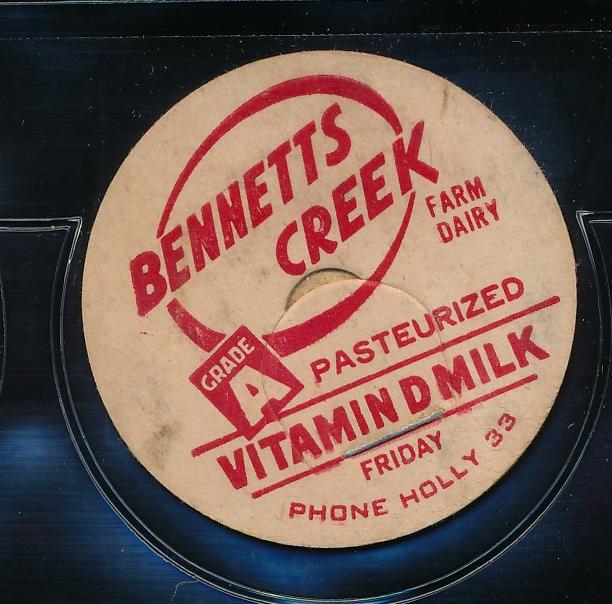 BENNETTS
CREEK
FARM
DAIRY
GRADE
A
PASTEURIZED
VITAMIN D MILK
FRIDAY
PHONE HOLLY 33